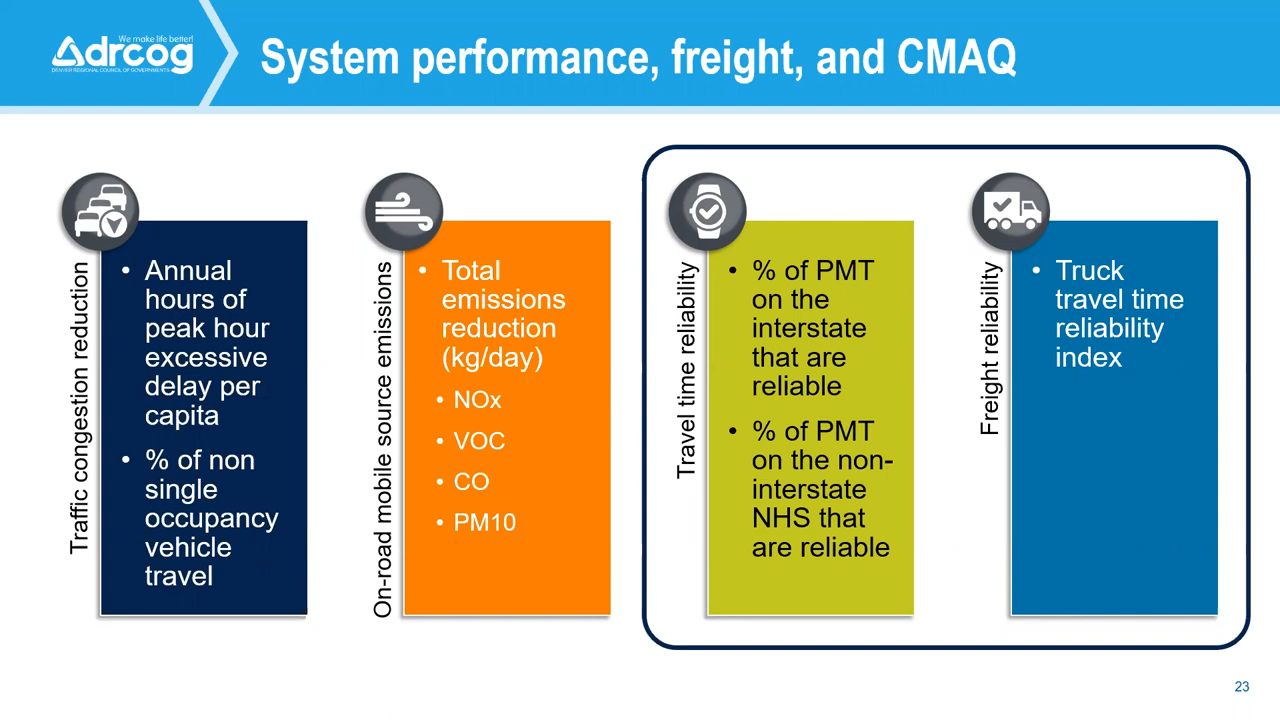 We make life better!
drcog
DENVER REGIONAL COUNCIL OF GOVERNMENTS
System performance, freight, and CMAQ
Traffic congestion reduction
• Annual
hours of
peak hour
excessive
delay per
capita
• % of non
single
occupancy
vehicle
travel
On-road mobile source emissions
• Total
emissions
reduction
(kg/day)
• NOx
• VOC
• CO
• PM10
Travel time reliability
• % of PMT
on the
interstate
that are
reliable
• % of PMT
on the non-
interstate
NHS that
are reliable
Freight reliability
• Truck
travel time
reliability
index
23